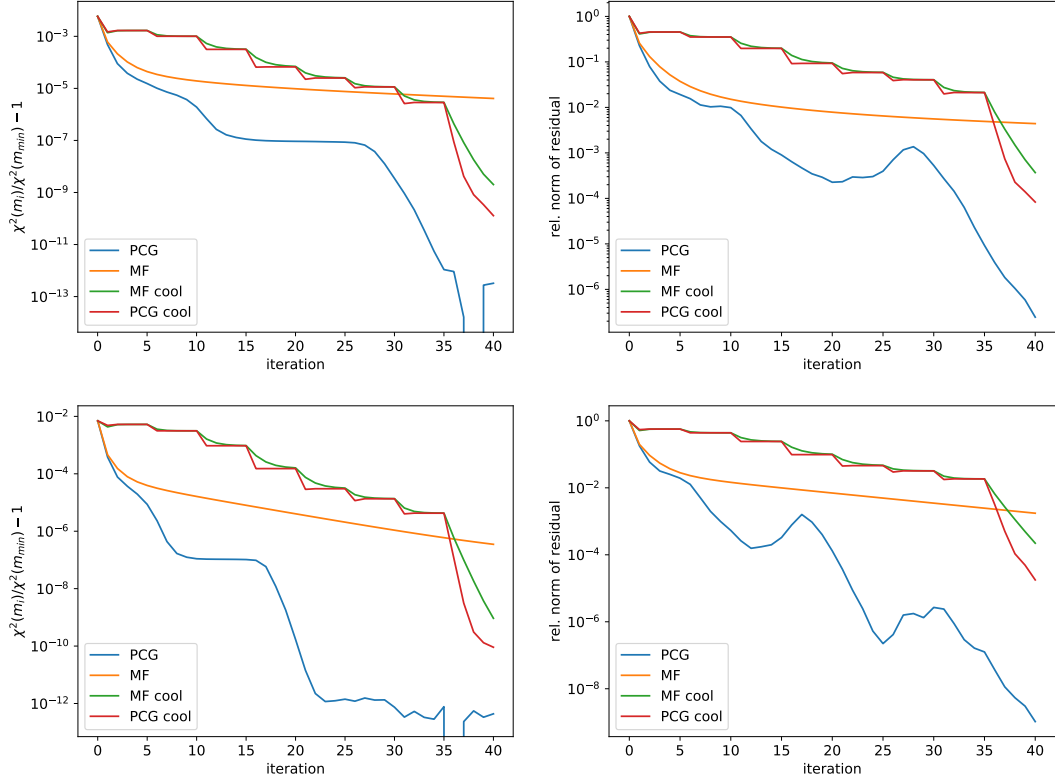 χ²(m_i)/χ²(m_min) − 1
10⁻³
10⁻⁵
10⁻⁷
10⁻⁹
10⁻¹¹
10⁻¹³
PCG
MF
MF cool
PCG cool
0 5 10 15 20 25 30 35 40
iteration
rel. norm of residual
10⁰
10⁻¹
10⁻²
10⁻³
10⁻⁴
10⁻⁵
10⁻⁶
PCG
MF
MF cool
PCG cool
0 5 10 15 20 25 30 35 40
iteration
χ²(m_i)/χ²(m_min) − 1
10⁻²
10⁻⁴
10⁻⁶
10⁻⁸
10⁻¹⁰
10⁻¹²
PCG
MF
MF cool
PCG cool
0 5 10 15 20 25 30 35 40
iteration
rel. norm of residual
10⁰
10⁻²
10⁻⁴
10⁻⁶
10⁻⁸
PCG
MF
MF cool
PCG cool
0 5 10 15 20 25 30 35 40
iteration